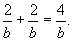 2/b + 2/b = 4/b.